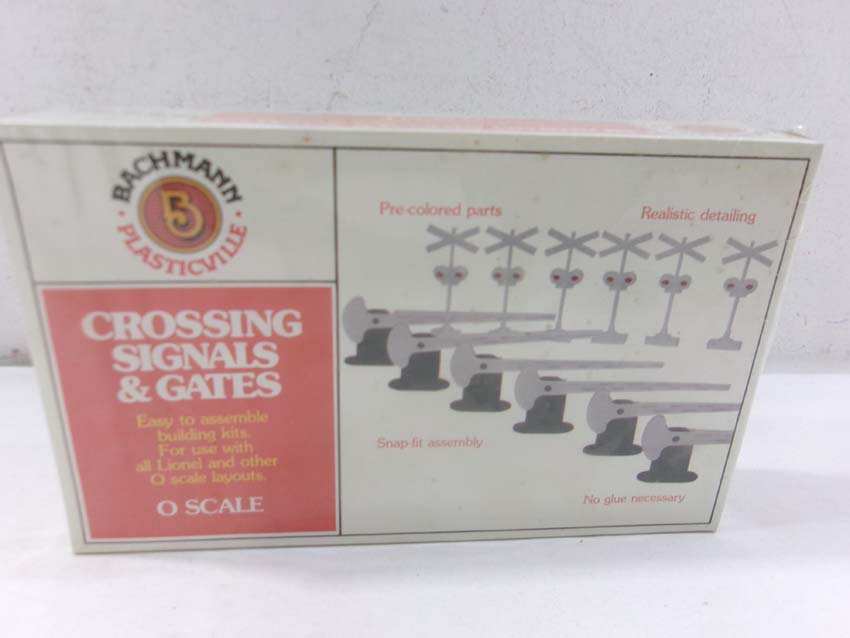 BACHMANN
B
PLASTICVILLE
CROSSING
SIGNALS
& GATES
Easy to assemble
building kits.
For use with
all Lionel and other
O scale layouts.
O SCALE
Pre-colored parts
Realistic detailing
Snap-fit assembly
No glue necessary